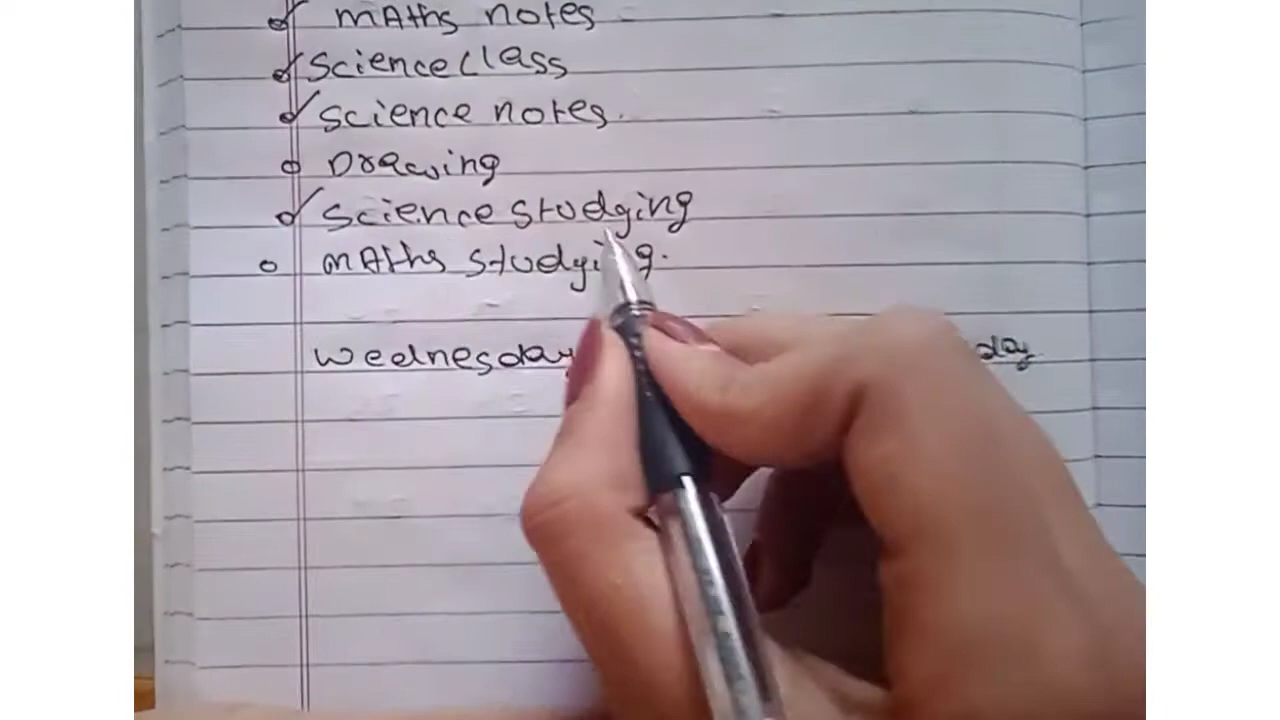 mAths notes
Science class
Science notes.
Drawing
Science studying
mAths studying.
Wednesday